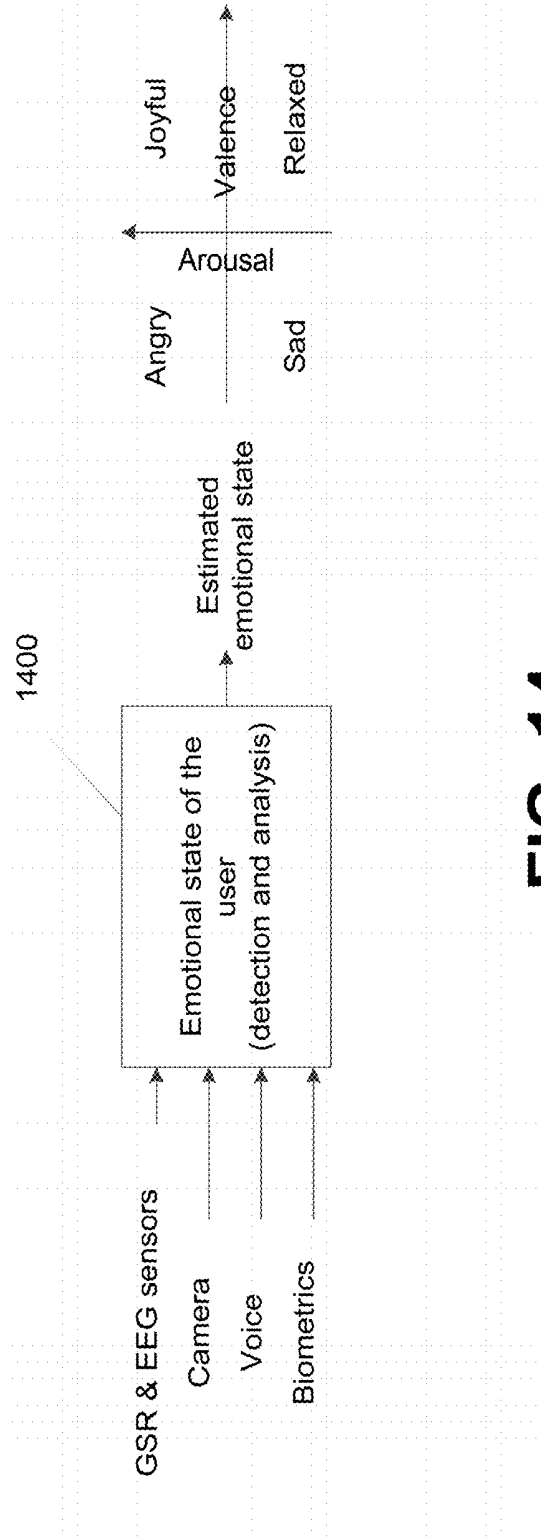 GSR & EEG sensors
Camera
Voice
Biometrics
1400
Emotional state of the
user
(detection and analysis)
Estimated
emotional state
Angry
Joyful
Arousal
Valence
Sad
Relaxed
FIG. 14